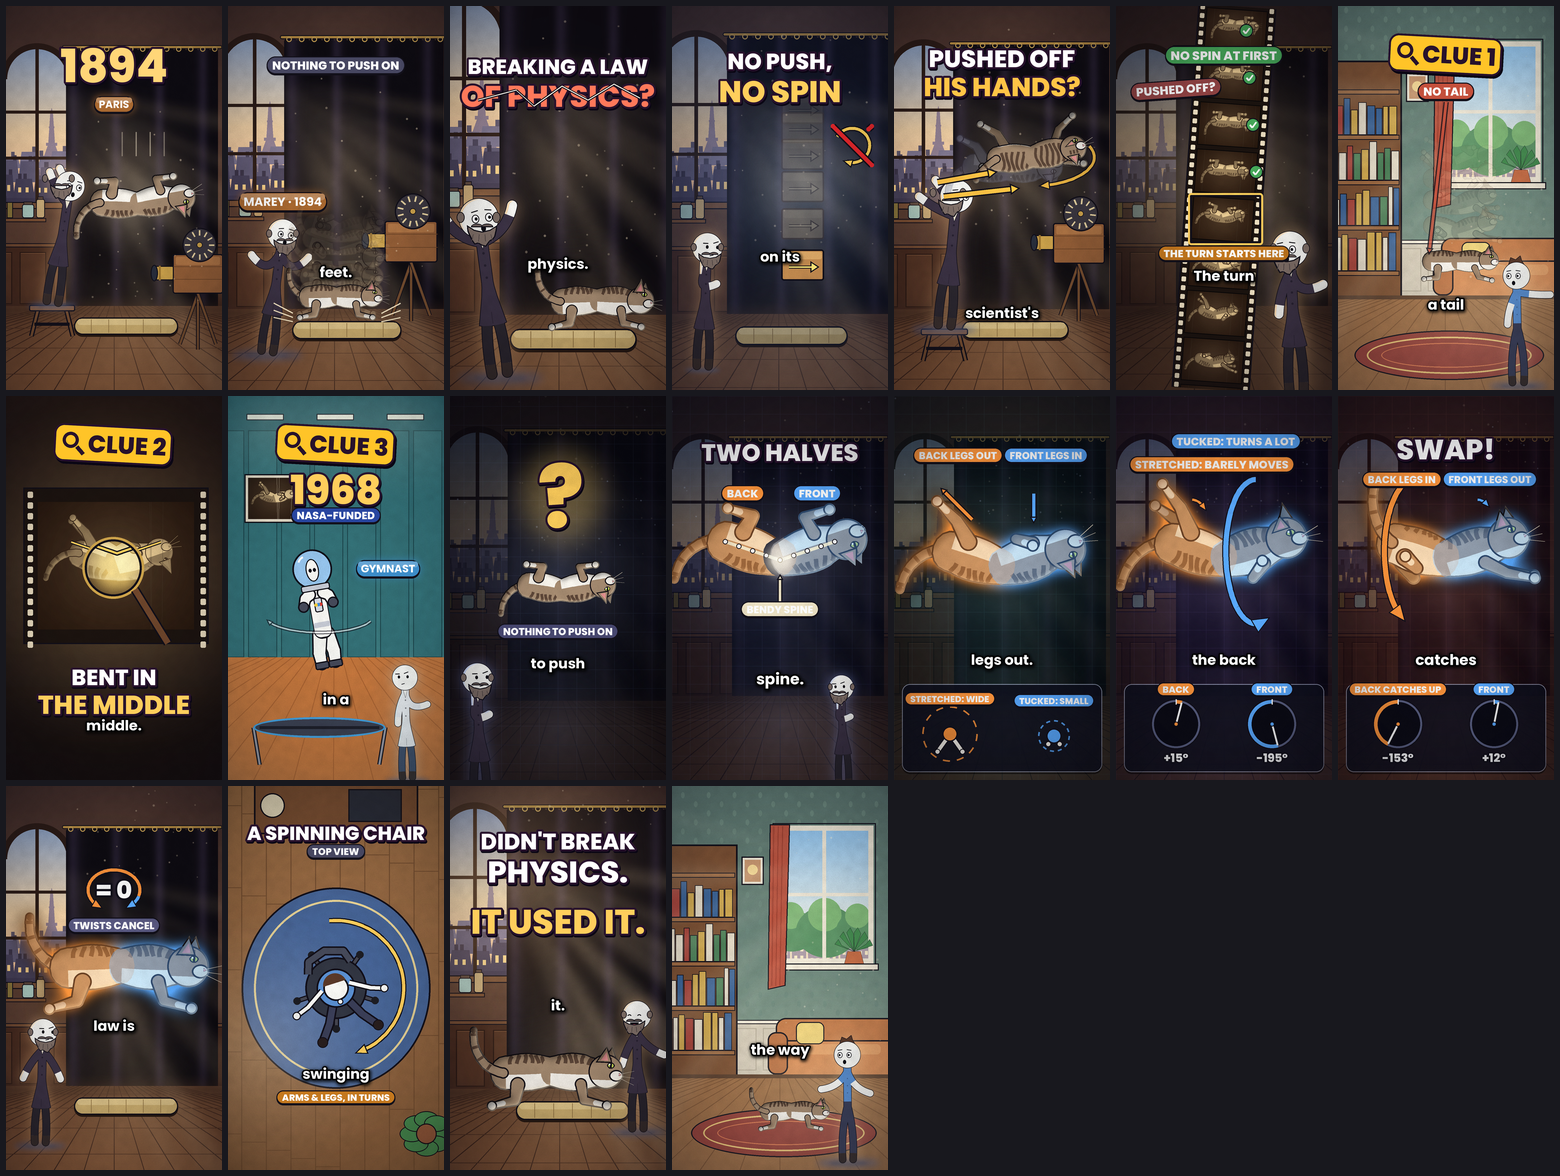 1894
PARIS
NOTHING TO PUSH ON
MAREY · 1894
feet.
BREAKING A LAW
OF PHYSICS?
physics.
NO PUSH,
NO SPIN
on its
PUSHED OFF
HIS HANDS?
scientist's
NO SPIN AT FIRST
PUSHED OFF?
THE TURN STARTS HERE
The turn
CLUE 1
NO TAIL
a tail
CLUE 2
BENT IN
THE MIDDLE
middle.
CLUE 3
1968
NASA-FUNDED
GYMNAST
in a
?
NOTHING TO PUSH ON
to push
TWO HALVES
BACK
FRONT
BENDY SPINE
spine.
BACK LEGS OUT
FRONT LEGS IN
legs out.
STRETCHED: WIDE
TUCKED: SMALL
TUCKED: TURNS A LOT
STRETCHED: BARELY MOVES
the back
BACK
FRONT
+15°
-195°
SWAP!
BACK LEGS IN
FRONT LEGS OUT
catches
BACK CATCHES UP
FRONT
-153°
+12°
= 0
TWISTS CANCEL
law is
A SPINNING CHAIR
TOP VIEW
swinging
ARMS & LEGS, IN TURNS
DIDN'T BREAK
PHYSICS.
IT USED IT.
it.
the way